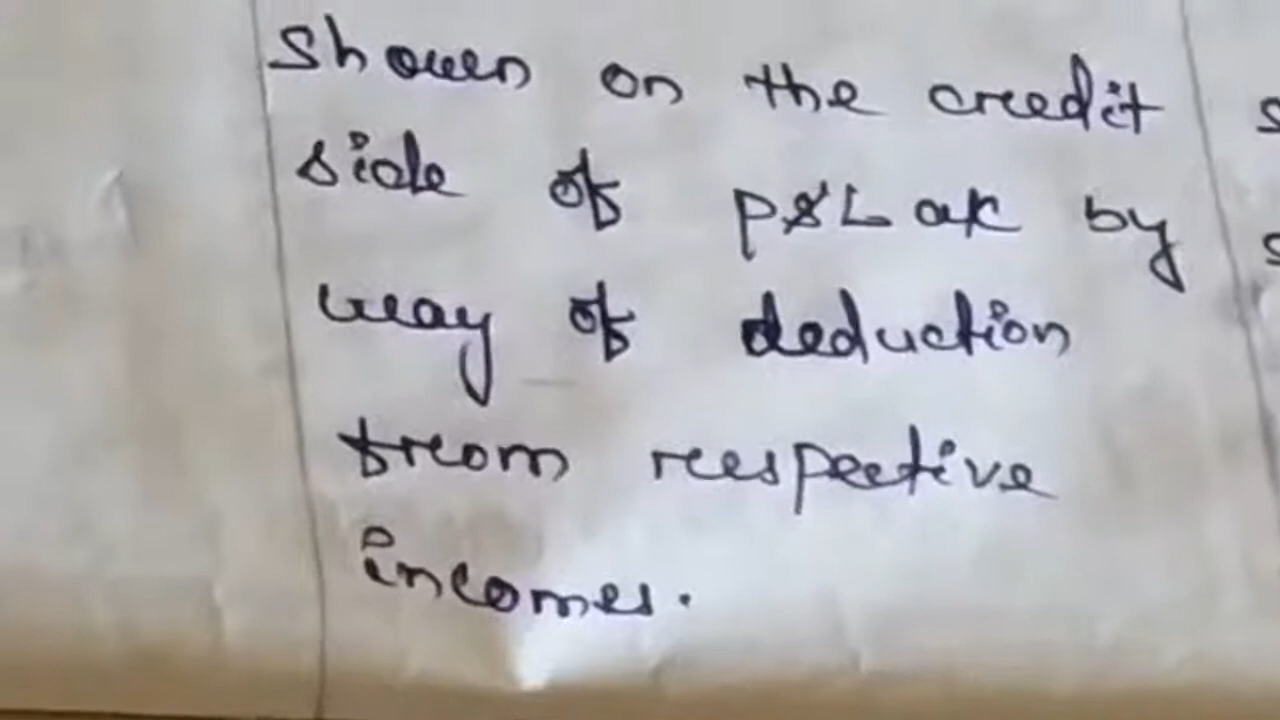 shown on the credit
side of P&L a/c by
way of deduction
from respective
incomes.